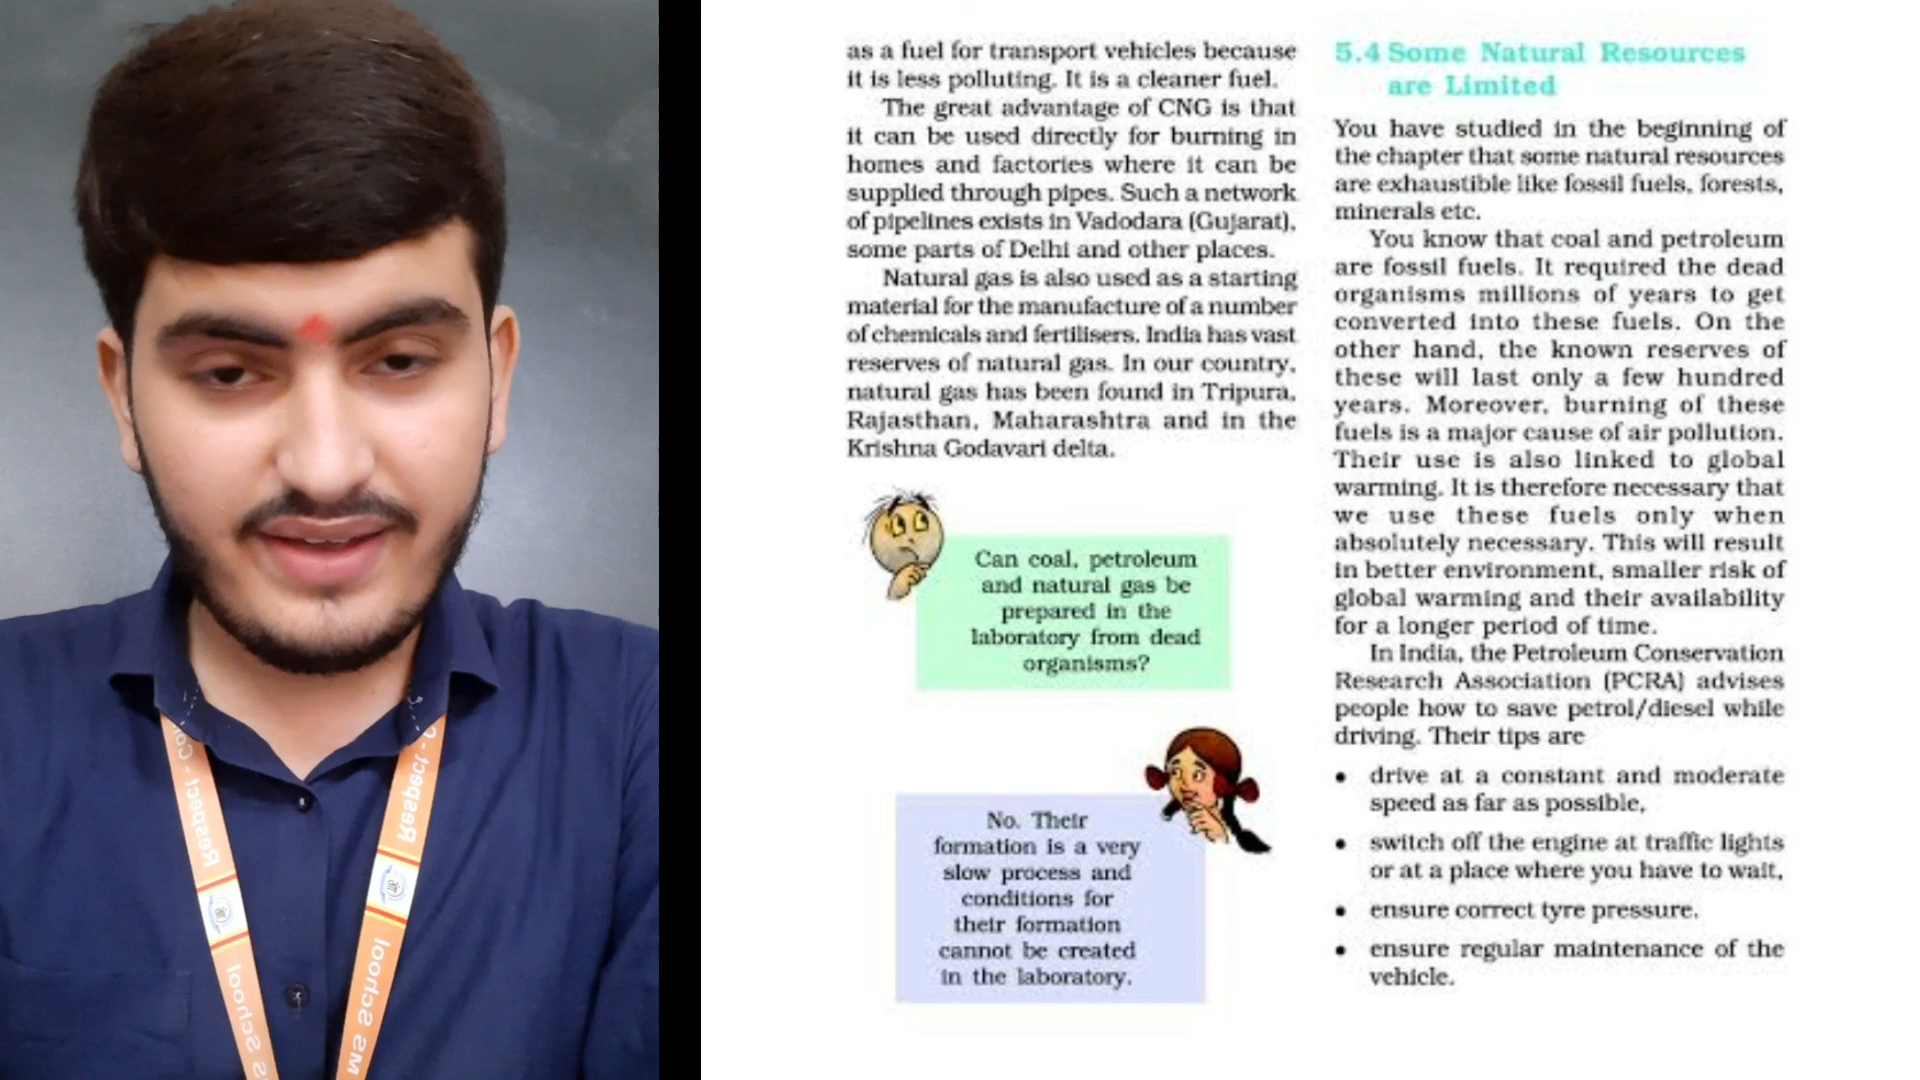 as a fuel for transport vehicles because
it is less polluting. It is a cleaner fuel.
The great advantage of CNG is that
it can be used directly for burning in
homes and factories where it can be
supplied through pipes. Such a network
of pipelines exists in Vadodara (Gujarat),
some parts of Delhi and other places.
Natural gas is also used as a starting
material for the manufacture of a number
of chemicals and fertilisers. India has vast
reserves of natural gas. In our country,
natural gas has been found in Tripura,
Rajasthan, Maharashtra and in the
Krishna Godavari delta.
Can coal, petroleum
and natural gas be
prepared in the
laboratory from dead
organisms?
No. Their
formation is a very
slow process and
conditions for
their formation
cannot be created
in the laboratory.
5.4 Some Natural Resources
are Limited
You have studied in the beginning of
the chapter that some natural resources
are exhaustible like fossil fuels, forests,
minerals etc.
You know that coal and petroleum
are fossil fuels. It required the dead
organisms millions of years to get
converted into these fuels. On the
other hand, the known reserves of
these will last only a few hundred
years. Moreover, burning of these
fuels is a major cause of air pollution.
Their use is also linked to global
warming. It is therefore necessary that
we use these fuels only when
absolutely necessary. This will result
in better environment, smaller risk of
global warming and their availability
for a longer period of time.
In India, the Petroleum Conservation
Research Association (PCRA) advises
people how to save petrol/diesel while
driving. Their tips are
• drive at a constant and moderate
speed as far as possible,
• switch off the engine at traffic lights
or at a place where you have to wait,
• ensure correct tyre pressure.
• ensure regular maintenance of the
vehicle.
Respect - Co
Respect - C
School
MS School